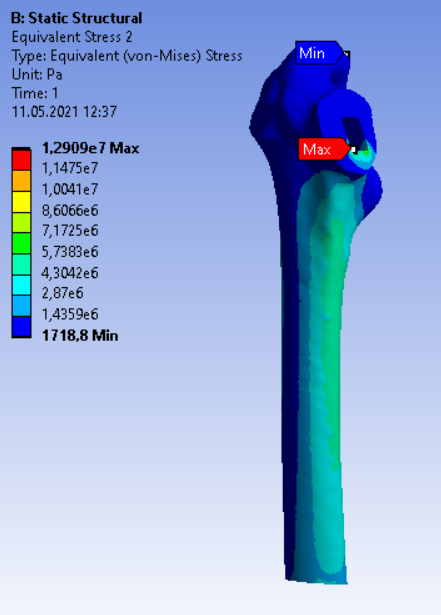 B: Static Structural
Equivalent Stress 2
Type: Equivalent (von-Mises) Stress
Unit: Pa
Time: 1
11.05.2021 12:37
Min
Max
1,2909e7 Max
1,1475e7
1,0041e7
8,6066e6
7,1725e6
5,7383e6
4,3042e6
2,87e6
1,4359e6
1718,8 Min